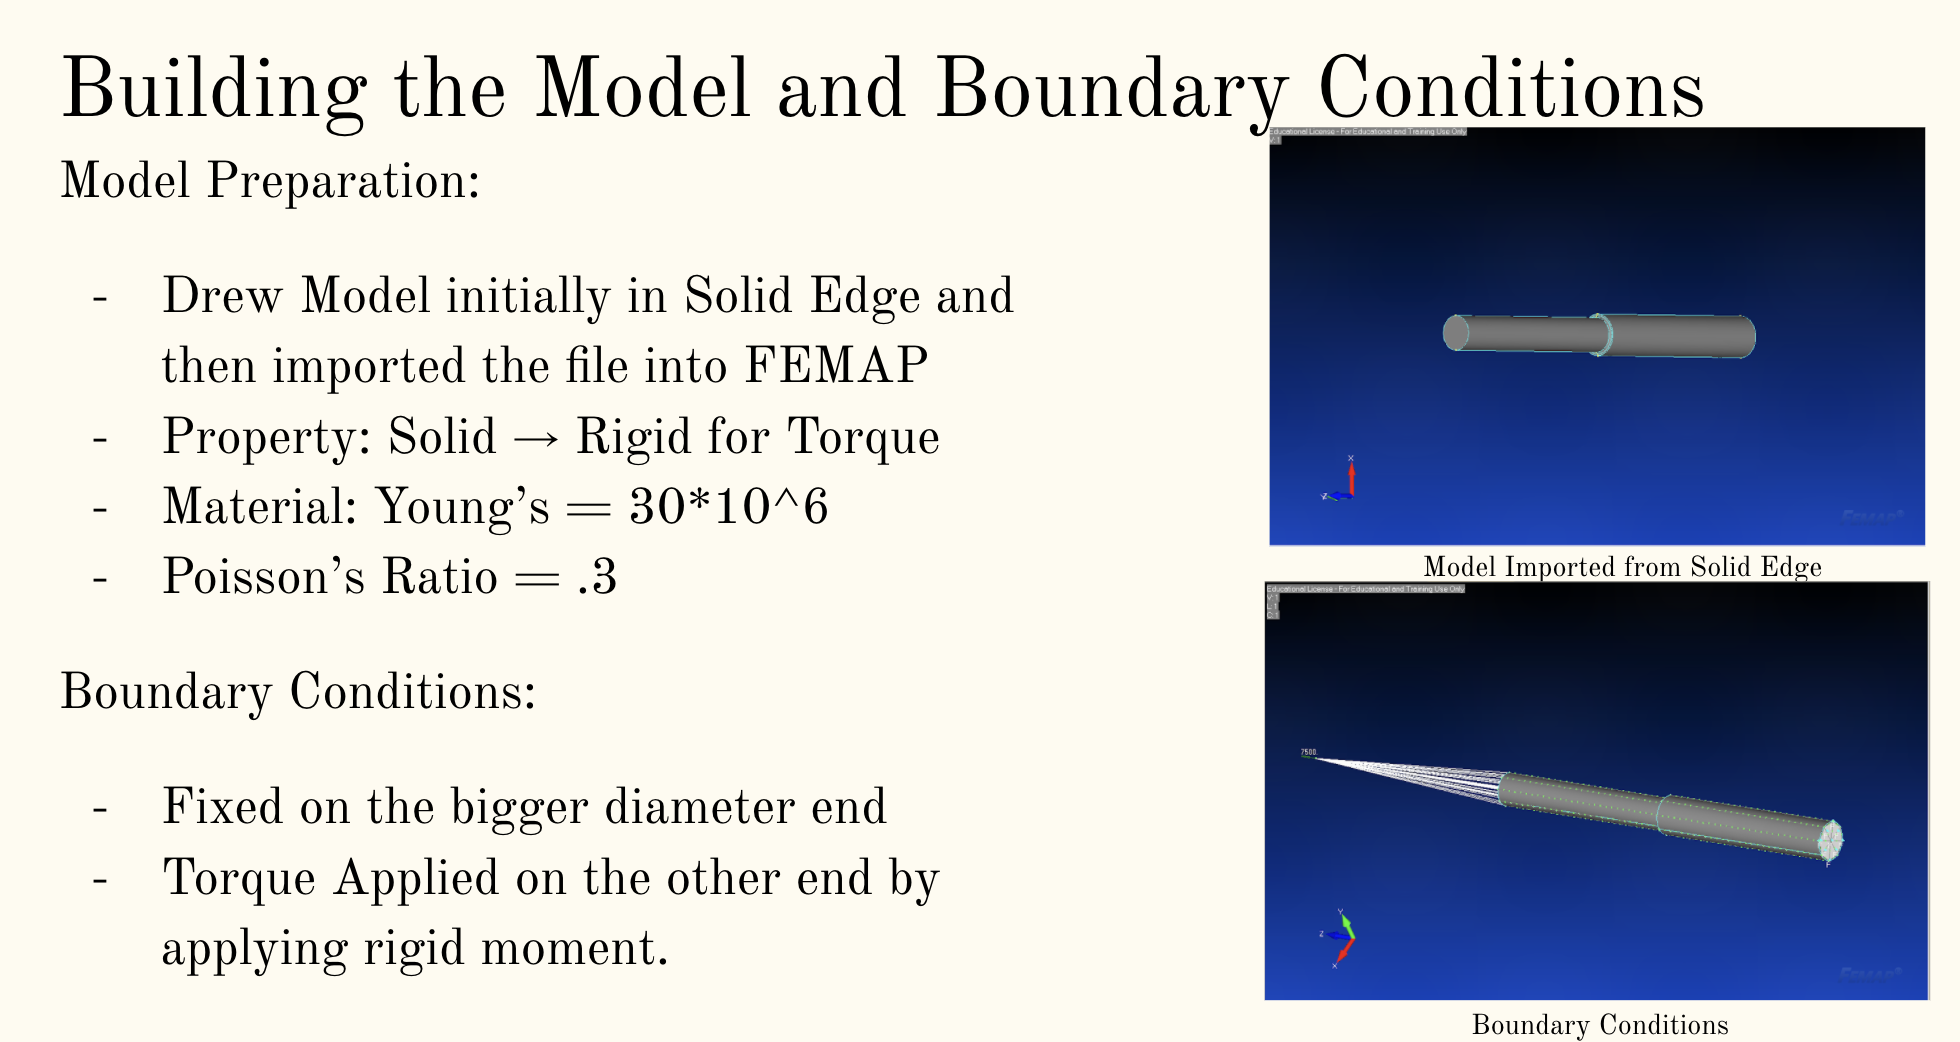 Building the Model and Boundary Conditions
Model Preparation:
- Drew Model initially in Solid Edge and
then imported the file into FEMAP
- Property: Solid → Rigid for Torque
- Material: Young's = 30*10^6
- Poisson's Ratio = .3
Boundary Conditions:
- Fixed on the bigger diameter end
- Torque Applied on the other end by
applying rigid moment.
Educational License - For Educational and Training Use Only
V:1
X
Z
FEMAP
Model Imported from Solid Edge
Educational License - For Educational and Training Use Only
V:1
L:1
C:1
7500.
F
Y
Z
X
FEMAP
Boundary Conditions